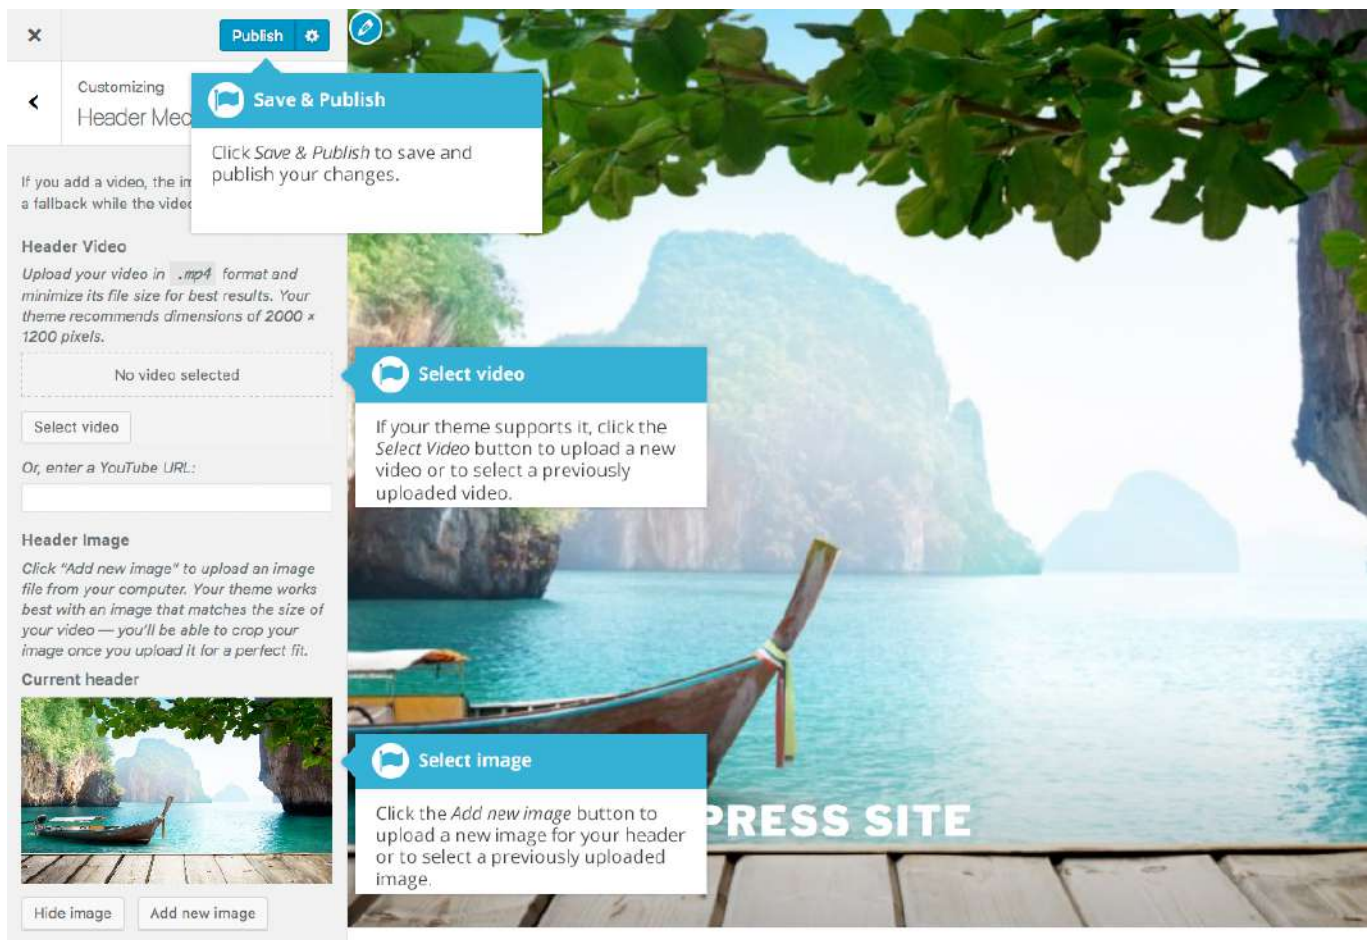 Publish
Customizing
Header Med
Save & Publish
Click Save & Publish to save and
publish your changes.
If you add a video, the im
a fallback while the video
Header Video
Upload your video in .mp4 format and
minimize its file size for best results. Your
theme recommends dimensions of 2000 ×
1200 pixels.
No video selected
Select video
Or, enter a YouTube URL:
Select video
If your theme supports it, click the
Select Video button to upload a new
video or to select a previously
uploaded video.
Header Image
Click "Add new image" to upload an image
file from your computer. Your theme works
best with an image that matches the size of
your video — you'll be able to crop your
image once you upload it for a perfect fit.
Current header
Select image
Click the Add new image button to
upload a new image for your header
or to select a previously uploaded
image.
PRESS SITE
Hide image
Add new image